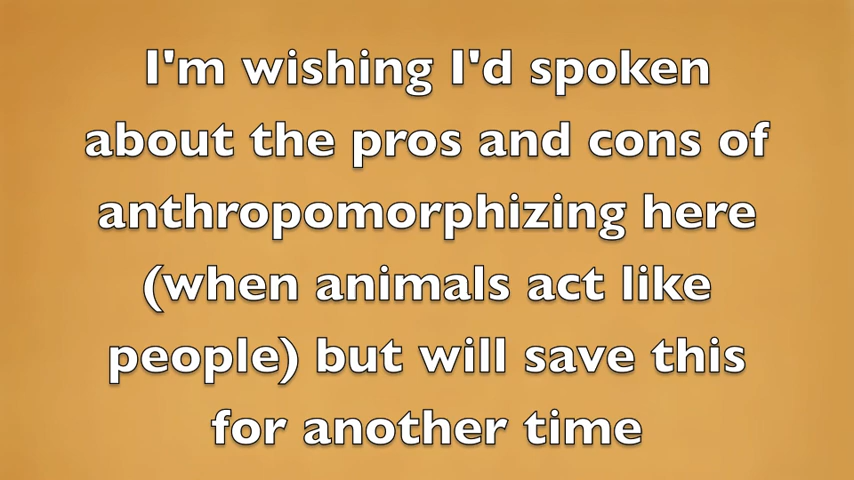 I'm wishing I'd spoken
about the pros and cons of
anthropomorphizing here
(when animals act like
people) but will save this
for another time